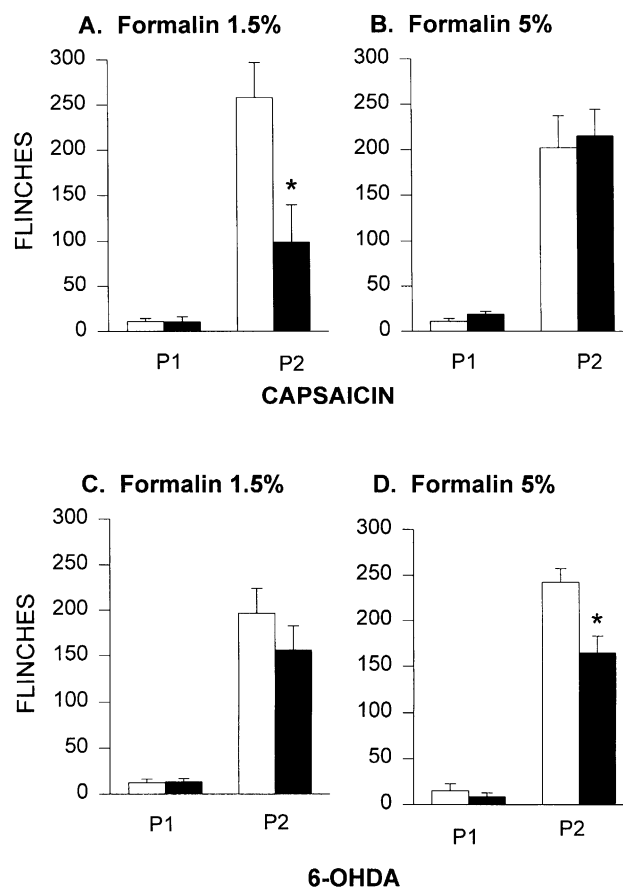 A. Formalin 1.5%
B. Formalin 5%
FLINCHES
300
250
200
150
100
50
0
*
P1
P2
300
250
200
150
100
50
0
P1
P2
CAPSAICIN
C. Formalin 1.5%
D. Formalin 5%
FLINCHES
300
250
200
150
100
50
0
P1
P2
300
250
200
150
100
50
0
*
P1
P2
6-OHDA